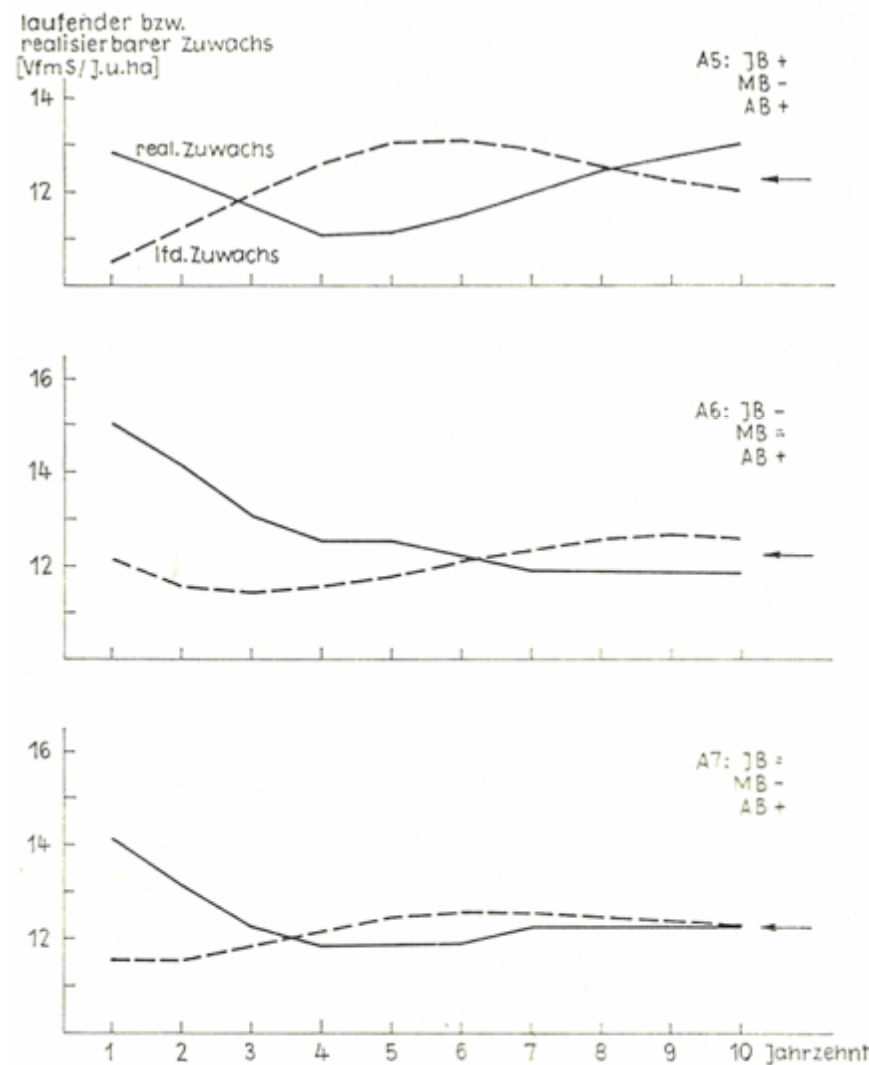 laufender bzw.
realisierbarer Zuwachs
[VfmS/J.u.ha]
14
12
real.Zuwachs
lfd.Zuwachs
A5: JB +
MB -
AB +
16
14
12
A6: JB -
MB =
AB +
16
14
12
A7: JB =
MB -
AB +
1 2 3 4 5 6 7 8 9 10 Jahrzehnt